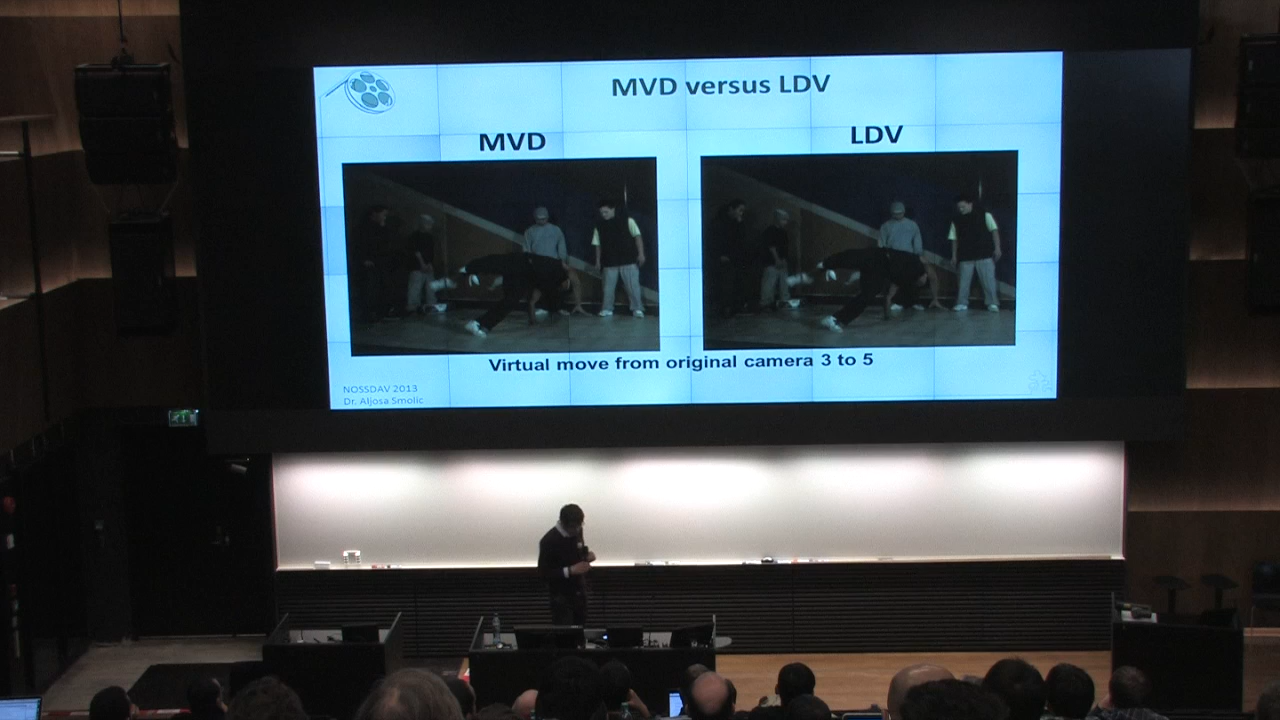 MVD versus LDV
MVD
LDV
Virtual move from original camera 3 to 5
NOSSDAV 2013
Dr. Aljosa Smolic